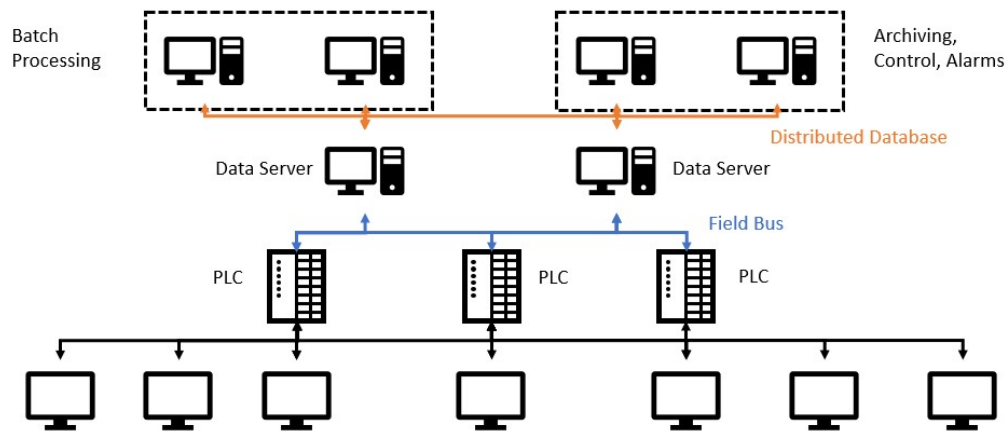 Batch
Processing
Archiving,
Control, Alarms
Distributed Database
Data Server
Data Server
Field Bus
PLC
PLC
PLC